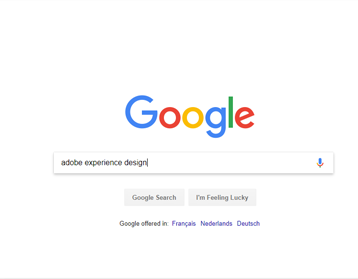 Google
adobe experience design
Google Search I'm Feeling Lucky
Google offered in: Français Nederlands Deutsch